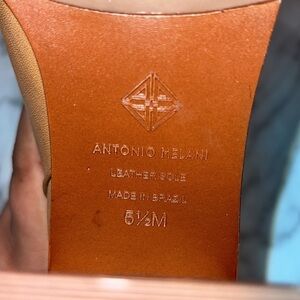 ANTONIO MELANI
LEATHER SOLE
MADE IN BRAZIL
5½M